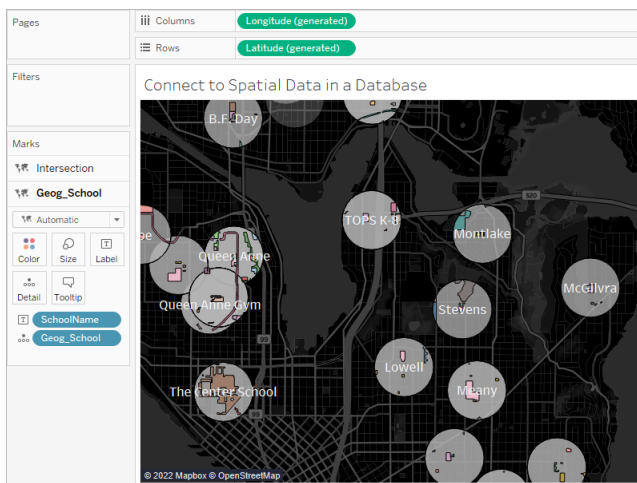 Pages
Columns
Longitude (generated)
Rows
Latitude (generated)
Filters
Connect to Spatial Data in a Database
Marks
Intersection
Geog_School
Automatic
Color
Size
Label
Detail
Tooltip
SchoolName
Geog_School
B.F. Day
520
TOPS K-8
Montlake
Queen Anne
McGilvra
Queen Anne Gym
Stevens
99
Lowell
The Center School
Meany
© 2022 Mapbox © OpenStreetMap